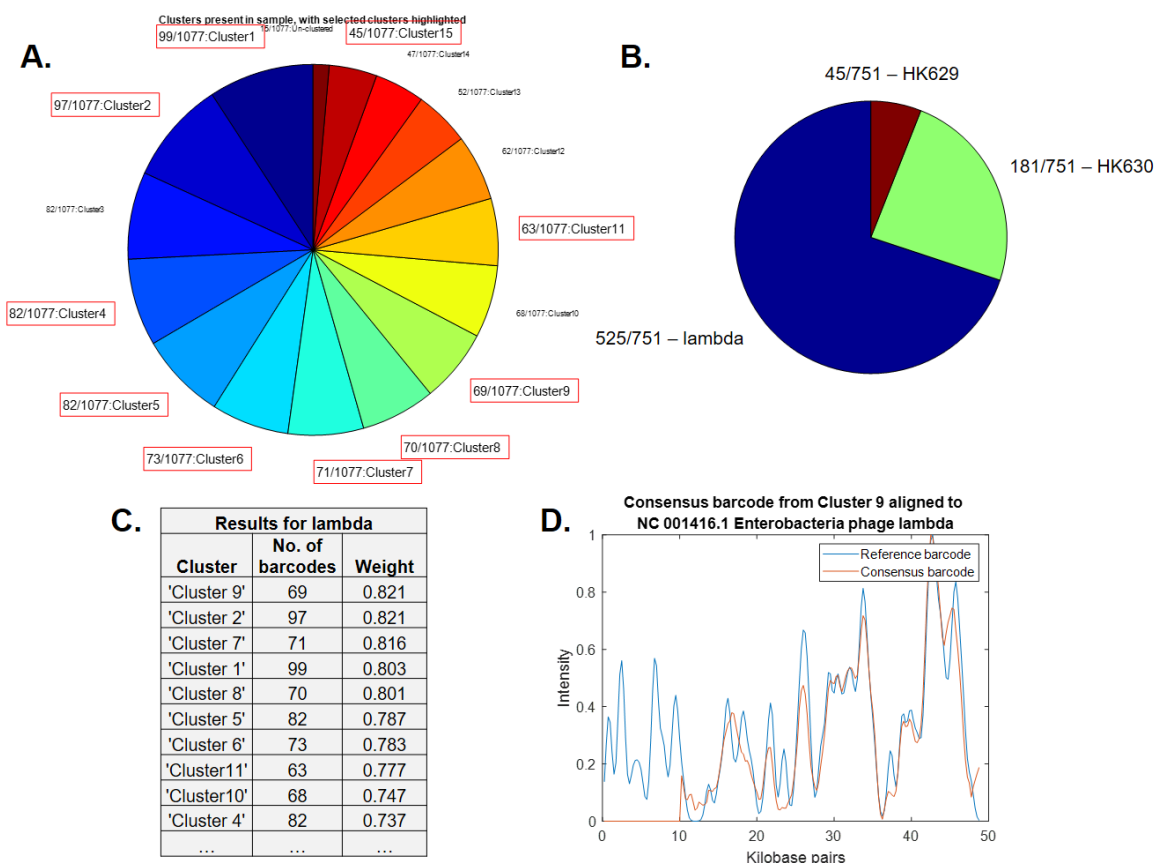 Clusters present in sample, with selected clusters highlighted
A.
99/1077:Cluster1
15/1077:Un-clustered
45/1077:Cluster15
47/1077:Cluster14
97/1077:Cluster2
52/1077:Cluster13
62/1077:Cluster12
82/1077:Cluster3
63/1077:Cluster11
82/1077:Cluster4
68/1077:Cluster10
82/1077:Cluster5
69/1077:Cluster9
73/1077:Cluster6
70/1077:Cluster8
71/1077:Cluster7
B.
45/751 – HK629
181/751 – HK630
525/751 – lambda
C.
Results for lambda
Cluster No. of barcodes Weight
'Cluster 9' 69 0.821
'Cluster 2' 97 0.821
'Cluster 7' 71 0.816
'Cluster 1' 99 0.803
'Cluster 8' 70 0.801
'Cluster 5' 82 0.787
'Cluster 6' 73 0.783
'Cluster11' 63 0.777
'Cluster10' 68 0.747
'Cluster 4' 82 0.737
... ... ...
D.
Consensus barcode from Cluster 9 aligned to
NC 001416.1 Enterobacteria phage lambda
Reference barcode
Consensus barcode
Intensity
1
0.8
0.6
0.4
0.2
0
0 10 20 30 40 50
Kilobase pairs